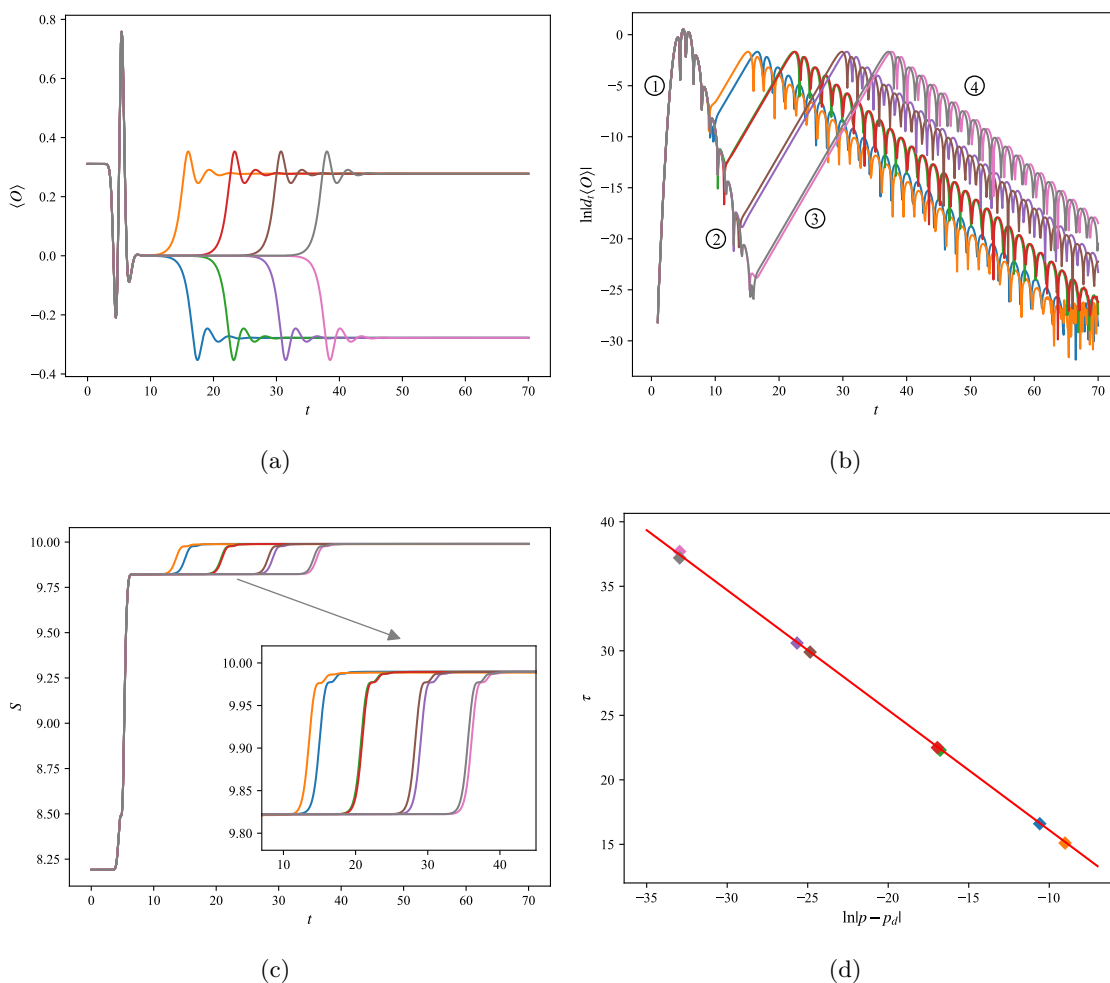 0.8
0.6
0.4
0.2
0.0
−0.2
−0.4
⟨O⟩
0 10 20 30 40 50 60 70
t
(a)
0
−5
−10
−15
−20
−25
−30
ln|dₜ⟨O⟩|
1
2
3
4
0 10 20 30 40 50 60 70
t
(b)
10.00
9.75
9.50
9.25
9.00
8.75
8.50
8.25
S
10.00
9.95
9.90
9.85
9.80
10 20 30 40
0 10 20 30 40 50 60 70
t
(c)
40
35
30
25
20
15
τ
−35 −30 −25 −20 −15 −10
ln|p − p_d|
(d)